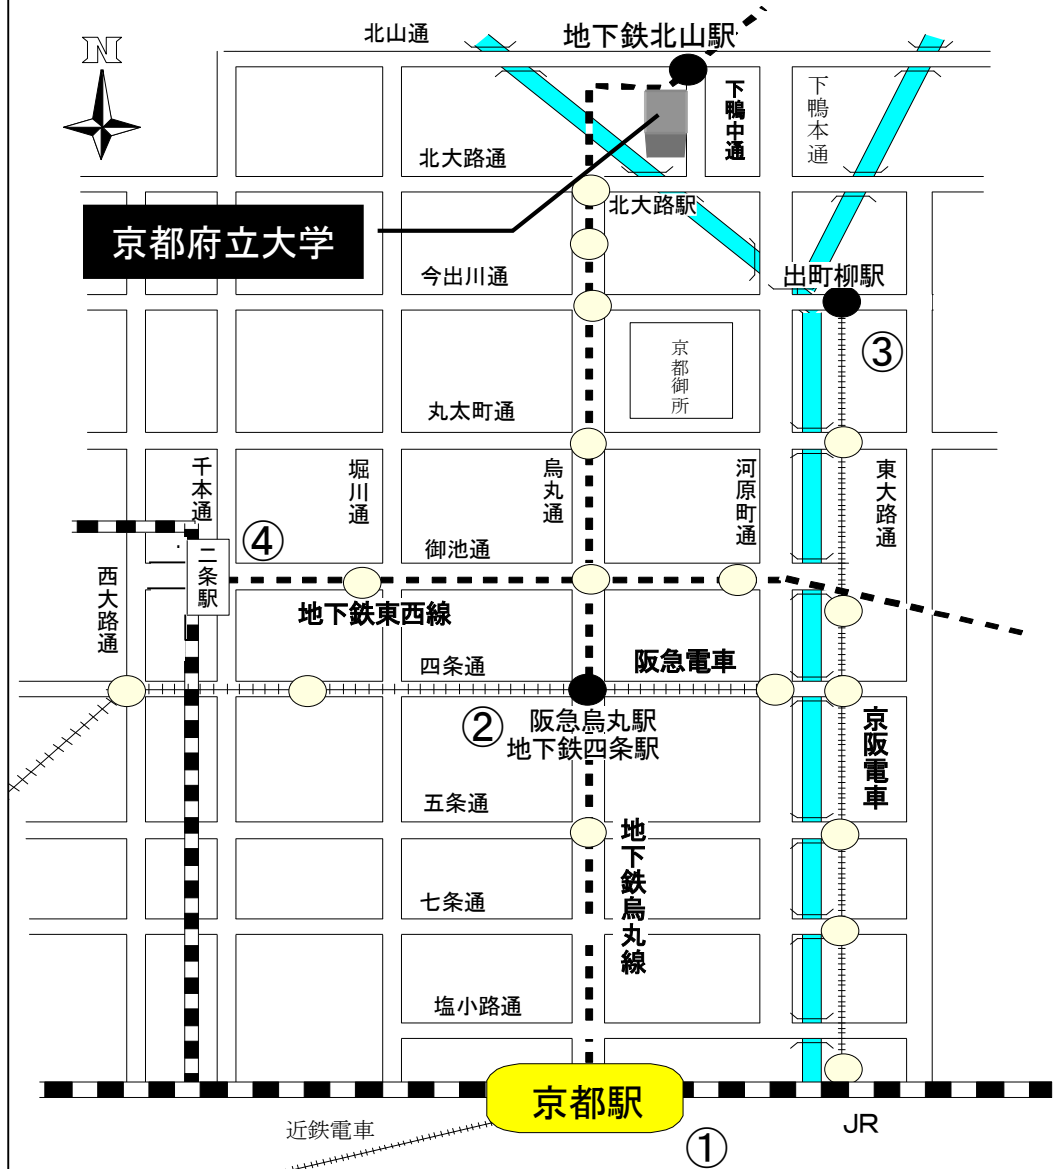 北山通
地下鉄北山駅
N
下鴨中通
下鴨本通
北大路通
北大路駅
京都府立大学
今出川通
出町柳駅
③
京都御所
丸太町通
千本通
堀川通
烏丸通
河原町通
東大路通
④
御池通
二条駅
西大路通
地下鉄東西線
四条通
阪急電車
②
阪急烏丸駅
地下鉄四条駅
京阪電車
五条通
地下鉄烏丸線
七条通
塩小路通
京都駅
近鉄電車
JR
①